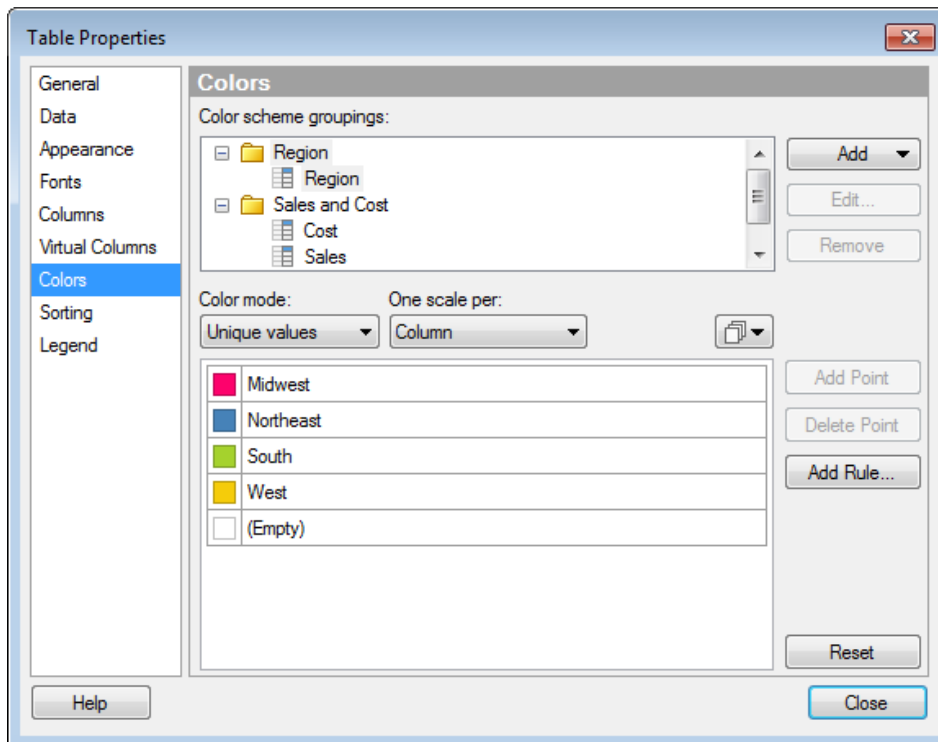 Table Properties
General
Data
Appearance
Fonts
Columns
Virtual Columns
Colors
Sorting
Legend
Colors
Color scheme groupings:
Region
Region
Sales and Cost
Cost
Sales
Add
Edit...
Remove
Color mode:
One scale per:
Unique values
Column
Midwest
Northeast
South
West
(Empty)
Add Point
Delete Point
Add Rule...
Reset
Help
Close